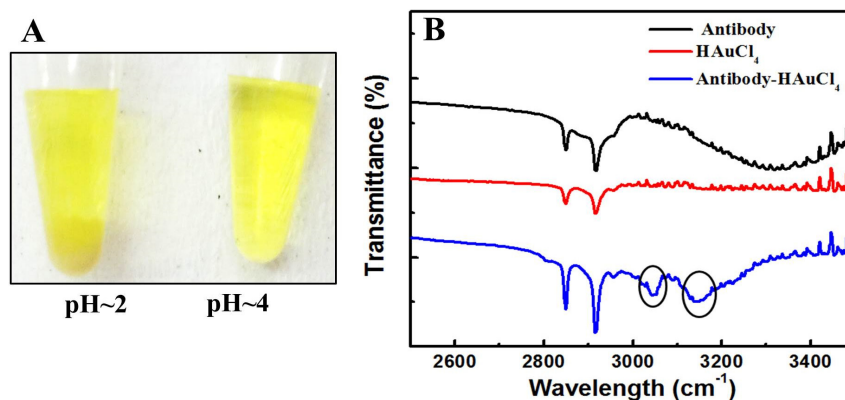 A
pH~2
pH~4
B
Antibody
HAuCl₄
Antibody-HAuCl₄
Transmittance (%)
2600 2800 3000 3200 3400
Wavelength (cm⁻¹)